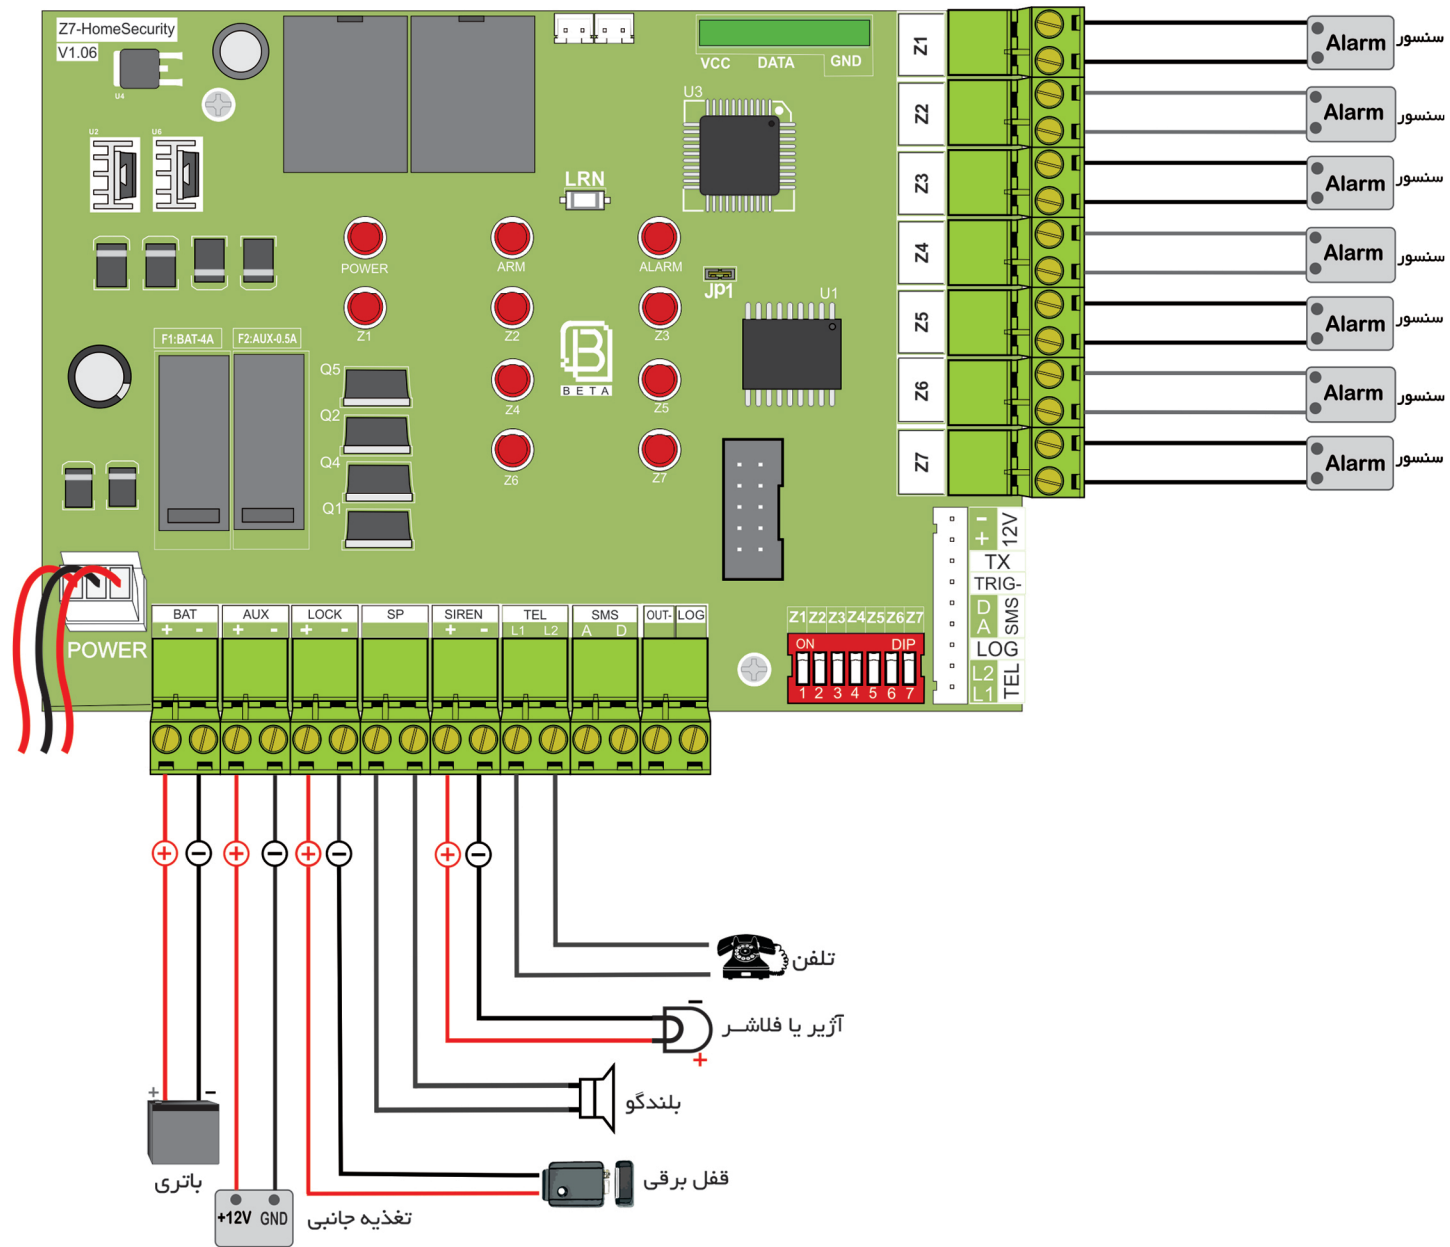 Z7-HomeSecurity
V1.06
U4
U2
U6
VCC DATA GND
U3
LRN
POWER ARM ALARM
JP1
U1
Z1 Z2 Z3
Z4 Z5
Z6 Z7
BETA
F1:BAT-4A
F2:AUX-0.5A
Q5
Q2
Q4
Q1
POWER
Z1
Alarm سنسور
Z2
Alarm سنسور
Z3
Alarm سنسور
Z4
Alarm سنسور
Z5
Alarm سنسور
Z6
Alarm سنسور
Z7
Alarm سنسور
- + 12V
TX
TRIG-
D A SMS
LOG
L2 L1 TEL
BAT AUX LOCK SP SIREN TEL SMS OUT- LOG
+ - + - + - + - L1 L2 A D
Z1 Z2 Z3 Z4 Z5 Z6 Z7
ON DIP
1 2 3 4 5 6 7
+ - + - + - + -
تلفن
-
آژیر یا فلاشــر
+
بلندگو
+ -
باتری
قفل برقی
+12V GND
تغذیه جانبی